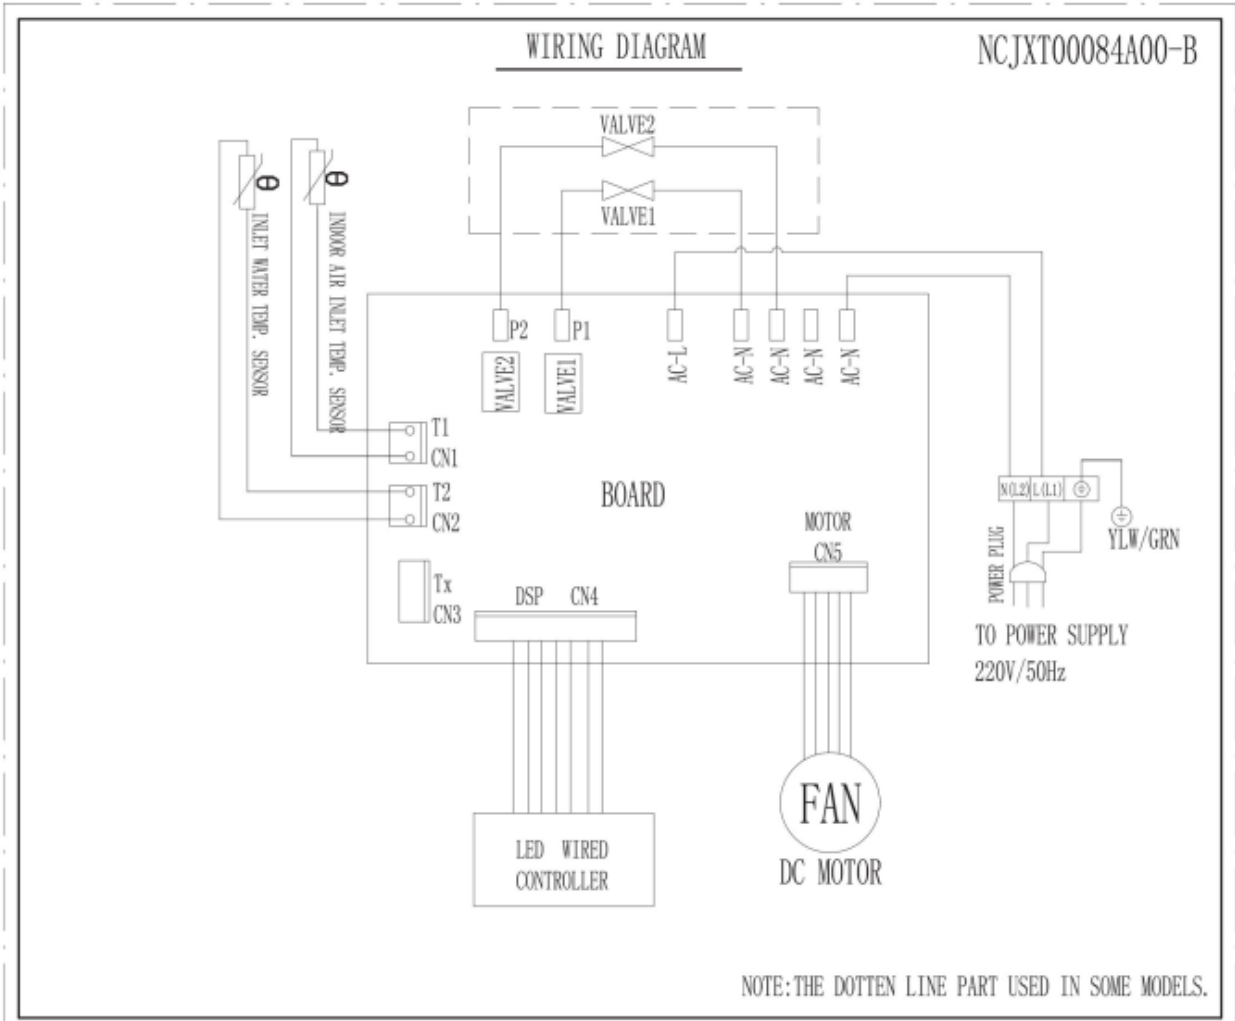 WIRING DIAGRAM
NCJXT00084A00-B
VALVE2
VALVE1
θ
θ
INLET WATER TEMP. SENSOR
INDOOR AIR INLET TEMP. SENSOR
P2
P1
VALVE2
VALVE1
AC-L
AC-N
AC-N
AC-N
AC-N
T1
CN1
T2
CN2
Tx
CN3
BOARD
DSP CN4
MOTOR
CN5
N(L2) L(L1)
YLW/GRN
POWER PLUG
TO POWER SUPPLY
220V/50Hz
LED WIRED
CONTROLLER
FAN
DC MOTOR
NOTE:THE DOTTEN LINE PART USED IN SOME MODELS.